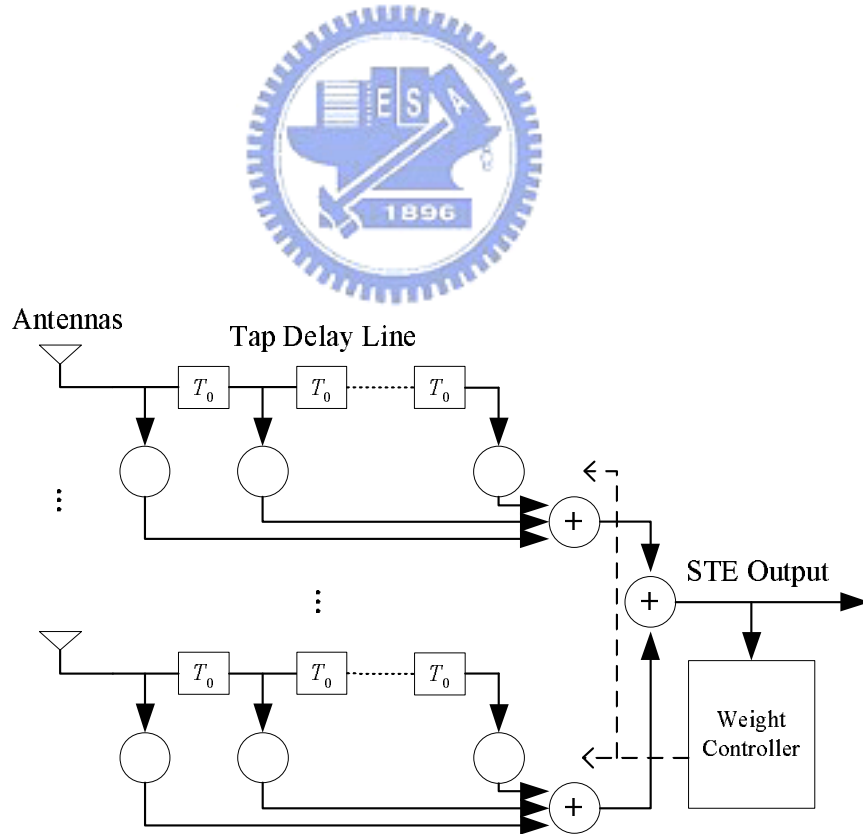 E S A
1896
Antennas
Tap Delay Line
T0 T0 T0
+
STE Output
+
T0 T0 T0
Weight
Controller
+